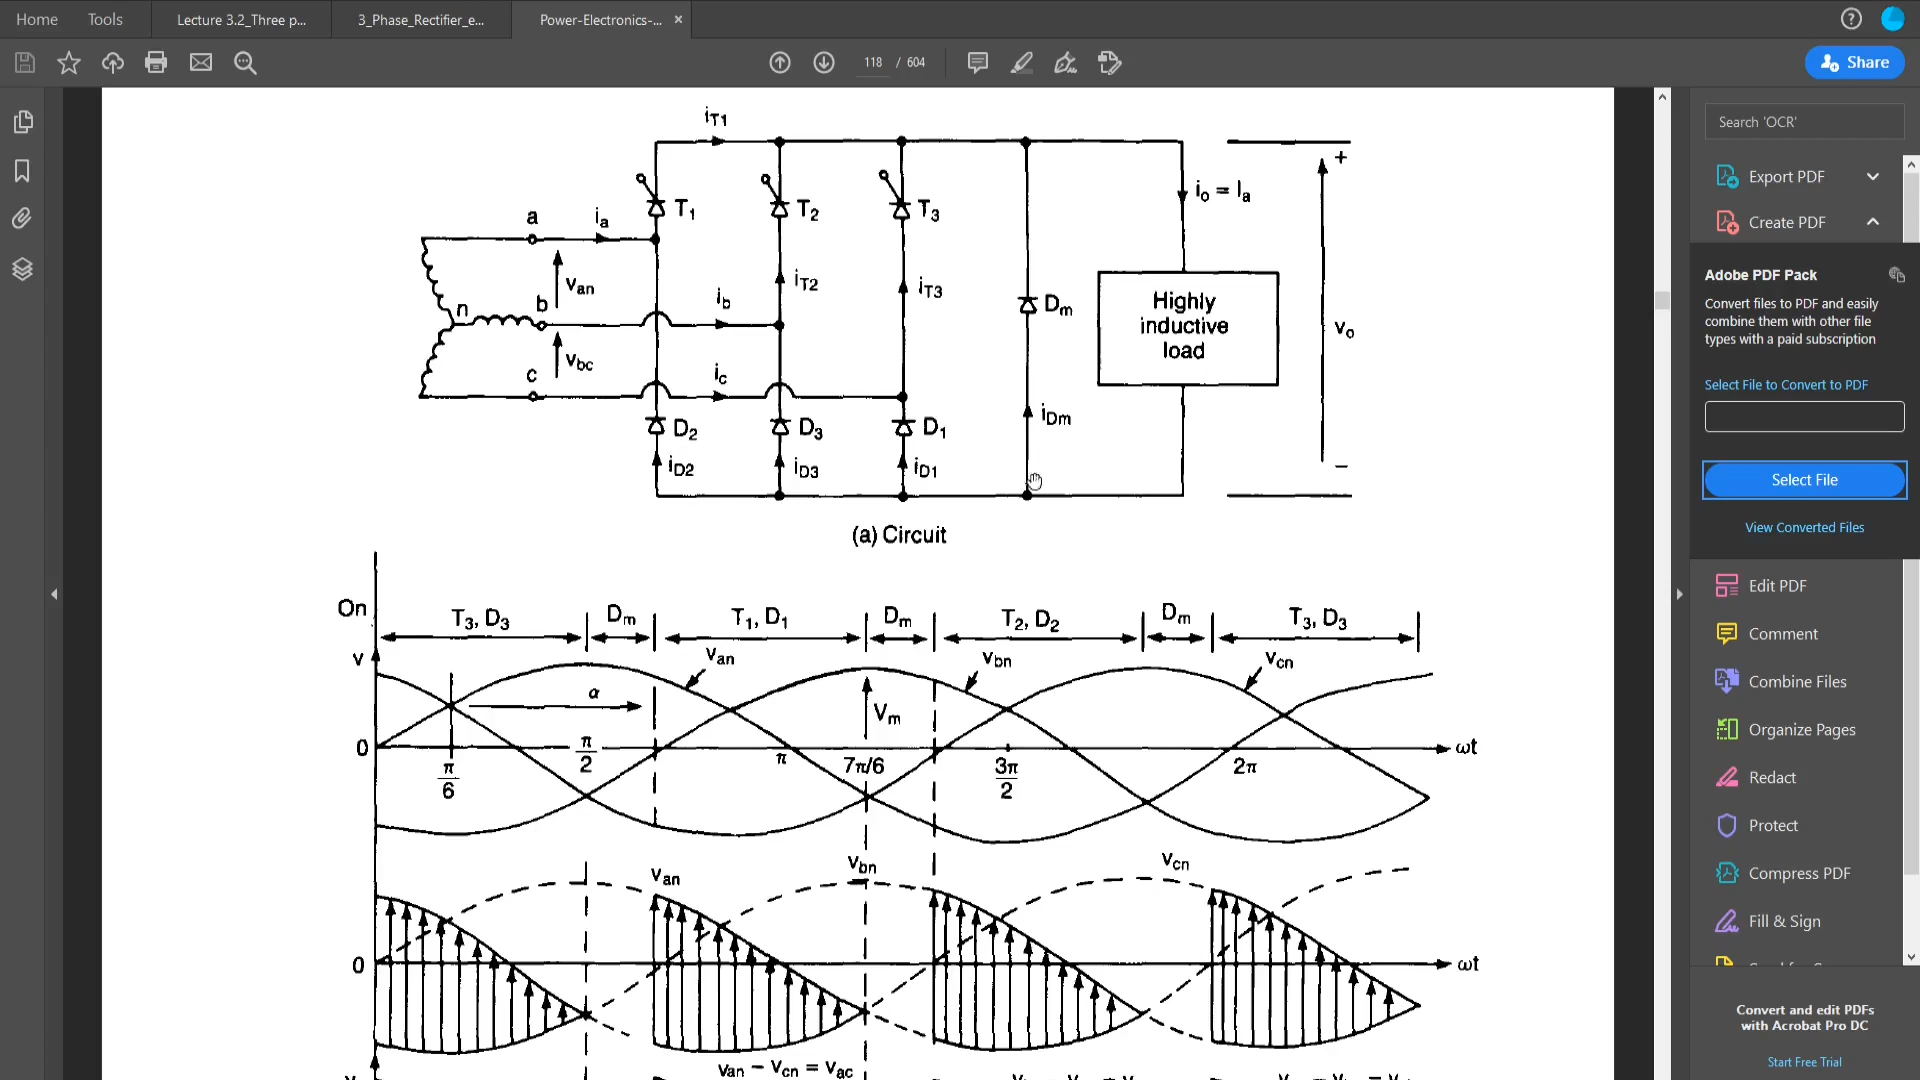 Home
Tools
Lecture 3.2_Three p...
3_Phase_Rectifier_e...
Power-Electronics-...
118 / 604
Share
iT1
T1
T2
T3
io = Ia
+
a
ia
van
iT2
iT3
n
b
ib
Dm
Highly
inductive
load
vo
vbc
c
ic
iDm
D2
D3
D1
iD2
iD3
iD1
−
(a) Circuit
On
T3, D3
Dm
T1, D1
Dm
T2, D2
Dm
T3, D3
v
van
vbn
vcn
α
Vm
0
π/6
π/2
π
7π/6
3π/2
2π
ωt
van
vbn
vcn
0
ωt
van − vcn = vac
Search 'OCR'
Export PDF
Create PDF
Adobe PDF Pack
Convert files to PDF and easily
combine them with other file
types with a paid subscription
Select File to Convert to PDF
Select File
View Converted Files
Edit PDF
Comment
Combine Files
Organize Pages
Redact
Protect
Compress PDF
Fill & Sign
Convert and edit PDFs
with Acrobat Pro DC
Start Free Trial